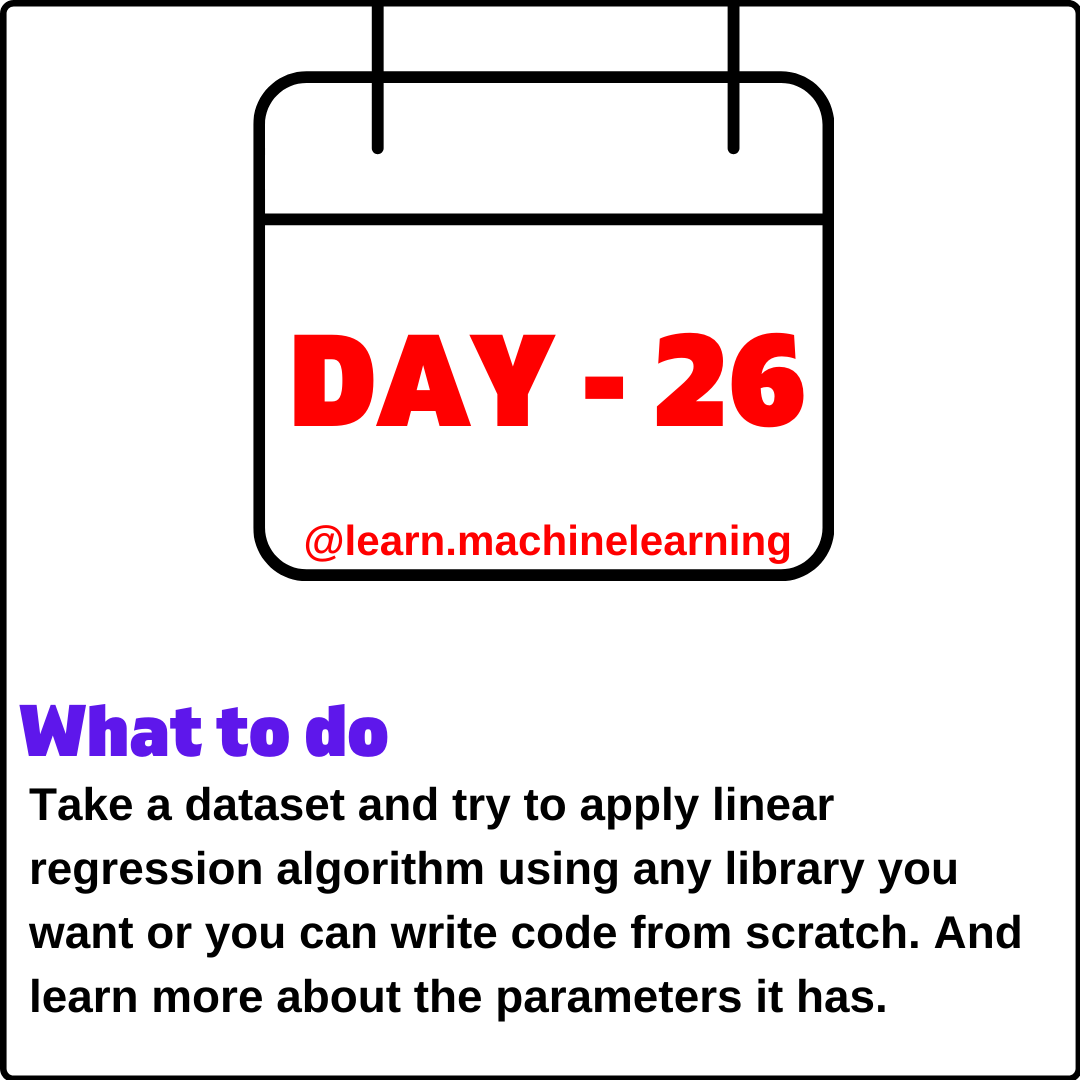 DAY - 26
@learn.machinelearning
What to do
Take a dataset and try to apply linear
regression algorithm using any library you
want or you can write code from scratch. And
learn more about the parameters it has.